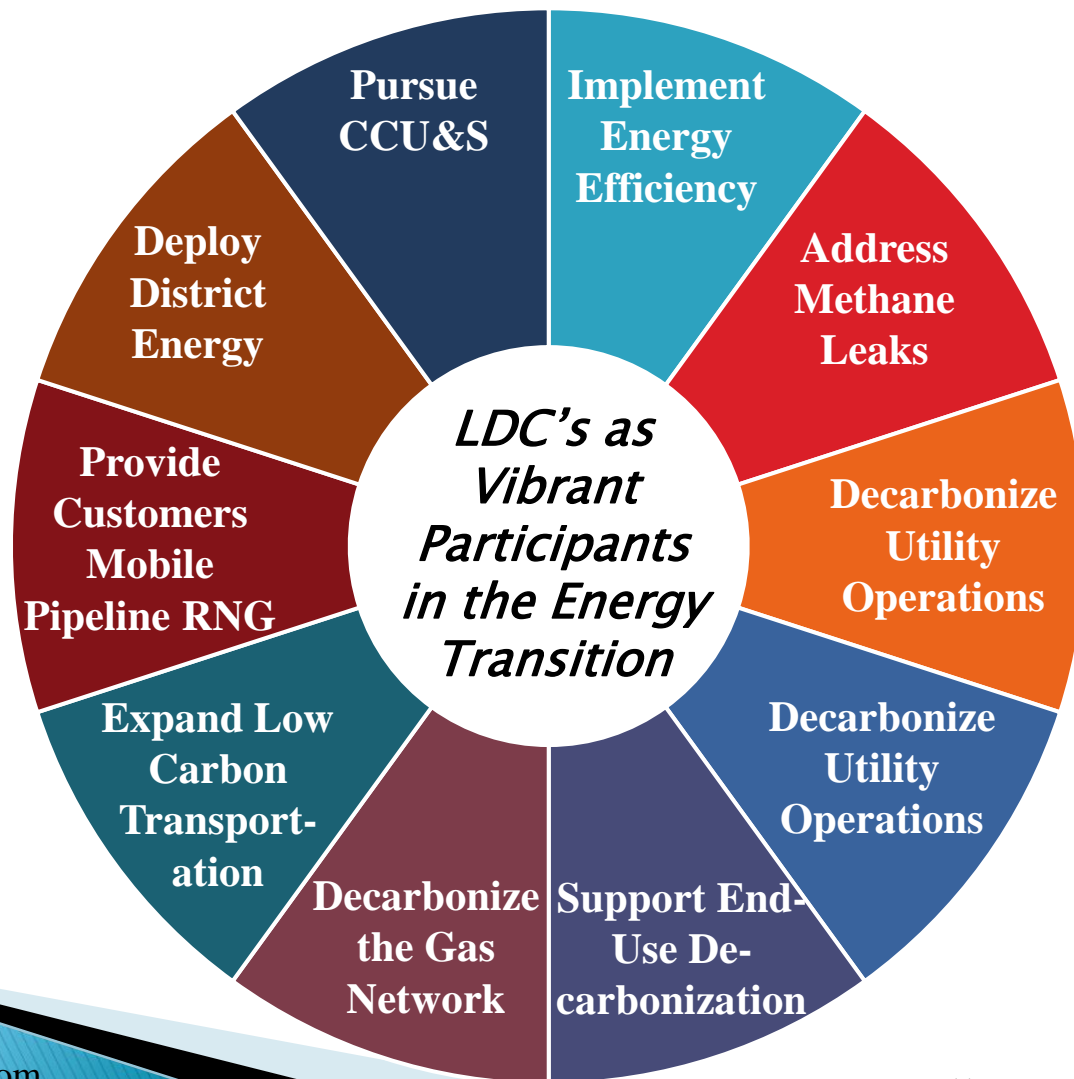 Pursue
CCU&S
Implement
Energy
Efficiency
Address
Methane
Leaks
Decarbonize
Utility
Operations
Decarbonize
Utility
Operations
Support End-
Use De-
carbonization
Decarbonize
the Gas
Network
Expand Low
Carbon
Transport-
ation
Provide
Customers
Mobile
Pipeline RNG
Deploy
District
Energy
LDC’s as
Vibrant
Participants
in the Energy
Transition